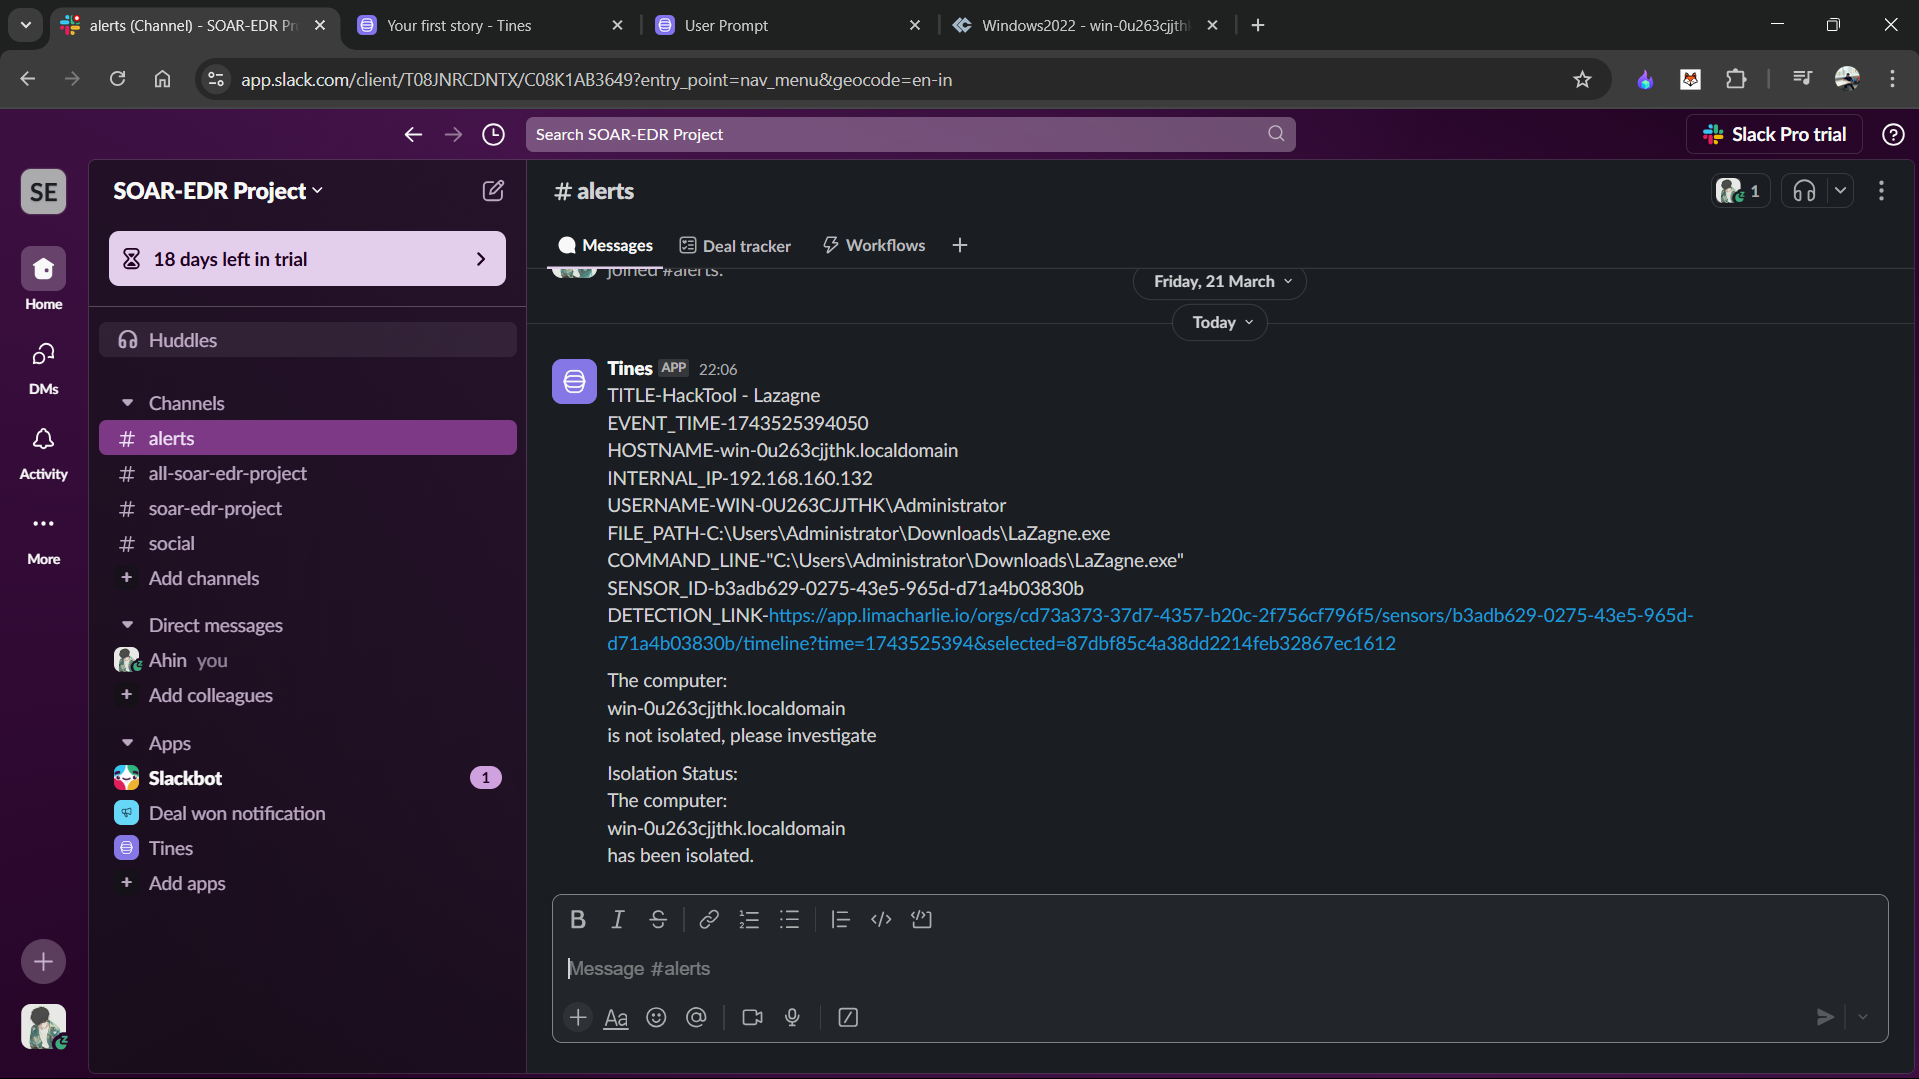 alerts (Channel) - SOAR-EDR Pr
Your first story - Tines
User Prompt
Windows2022 - win-0u263cjjth
app.slack.com/client/T08JNRCDNTX/C08K1AB3649?entry_point=nav_menu&geocode=en-in
Search SOAR-EDR Project
Slack Pro trial
SE
SOAR-EDR Project
# alerts
1
18 days left in trial
Messages
Deal tracker
Workflows
Home
DMs
Activity
More
Huddles
Channels
# alerts
# all-soar-edr-project
# soar-edr-project
# social
+ Add channels
Direct messages
Ahin you
+ Add colleagues
Apps
Slackbot 1
Deal won notification
Tines
+ Add apps
joined #alerts.
Friday, 21 March
Today
Tines APP 22:06
TITLE-HackTool - Lazagne
EVENT_TIME-1743525394050
HOSTNAME-win-0u263cjjthk.localdomain
INTERNAL_IP-192.168.160.132
USERNAME-WIN-0U263CJJTHK\Administrator
FILE_PATH-C:\Users\Administrator\Downloads\LaZagne.exe
COMMAND_LINE-"C:\Users\Administrator\Downloads\LaZagne.exe"
SENSOR_ID-b3adb629-0275-43e5-965d-d71a4b03830b
DETECTION_LINK-https://app.limacharlie.io/orgs/cd73a373-37d7-4357-b20c-2f756cf796f5/sensors/b3adb629-0275-43e5-965d-
d71a4b03830b/timeline?time=1743525394&selected=87dbf85c4a38dd2214feb32867ec1612
The computer:
win-0u263cjjthk.localdomain
is not isolated, please investigate
Isolation Status:
The computer:
win-0u263cjjthk.localdomain
has been isolated.
Message #alerts
Aa